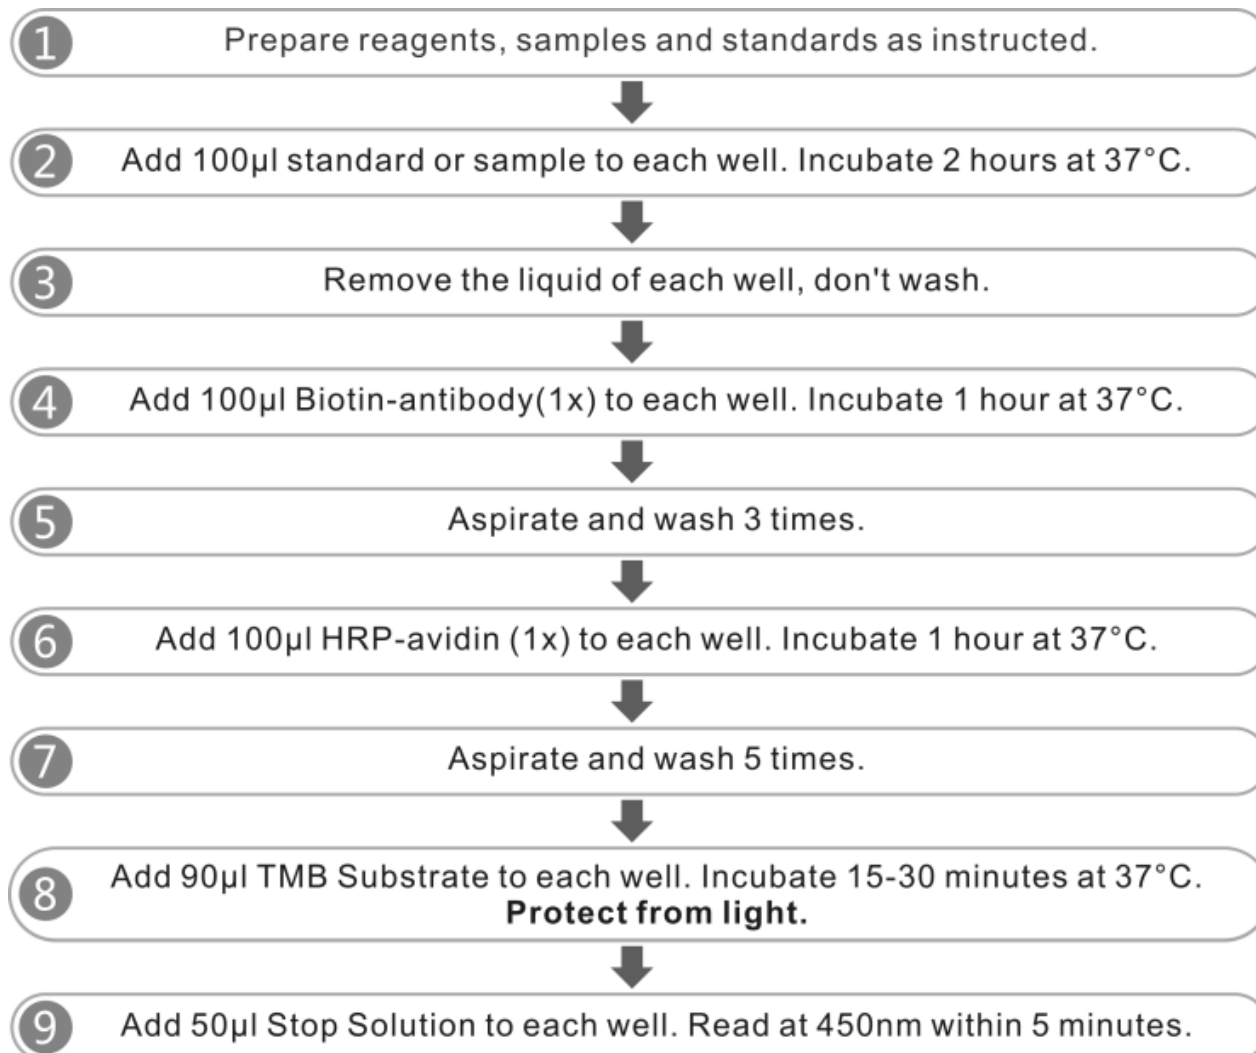 1 Prepare reagents, samples and standards as instructed.
2 Add 100µl standard or sample to each well. Incubate 2 hours at 37°C.
3 Remove the liquid of each well, don't wash.
4 Add 100µl Biotin-antibody(1x) to each well. Incubate 1 hour at 37°C.
5 Aspirate and wash 3 times.
6 Add 100µl HRP-avidin (1x) to each well. Incubate 1 hour at 37°C.
7 Aspirate and wash 5 times.
8 Add 90µl TMB Substrate to each well. Incubate 15-30 minutes at 37°C.
Protect from light.
9 Add 50µl Stop Solution to each well. Read at 450nm within 5 minutes.